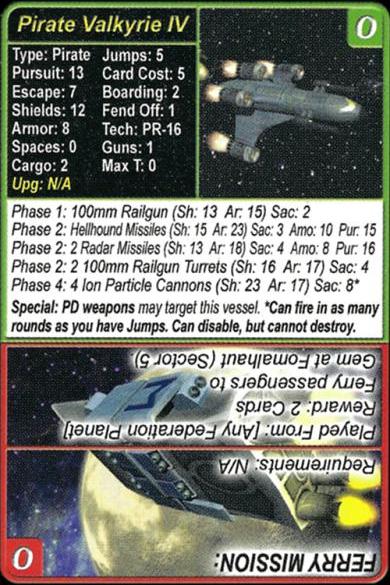 Pirate Valkyrie IV
0
Type: Pirate Jumps: 5
Pursuit: 13 Card Cost: 5
Escape: 7 Boarding: 2
Shields: 12 Fend Off: 1
Armor: 8 Tech: PR-16
Spaces: 0 Guns: 1
Cargo: 2 Max T: 0
Upg: N/A
Phase 1: 100mm Railgun (Sh: 13 Ar: 15) Sac: 2
Phase 2: Hellhound Missiles (Sh: 15 Ar: 23) Sac: 3 Amo: 10 Pur: 15
Phase 2: 2 Radar Missiles (Sh: 13 Ar: 18) Sac: 4 Amo: 8 Pur: 16
Phase 2: 2 100mm Railgun Turrets (Sh: 16 Ar: 17) Sac: 4
Phase 4: 4 Ion Particle Cannons (Sh: 23 Ar: 17) Sac: 8*
Special: PD weapons may target this vessel. *Can fire in as many
rounds as you have Jumps. Can disable, but cannot destroy.
FERRY MISSION:
0
Requirements: N/A
Played From: [Any Federation Planet]
Reward: 2 Cards
Ferry passengers to
Gem at Fomalhaut (Sector 5)